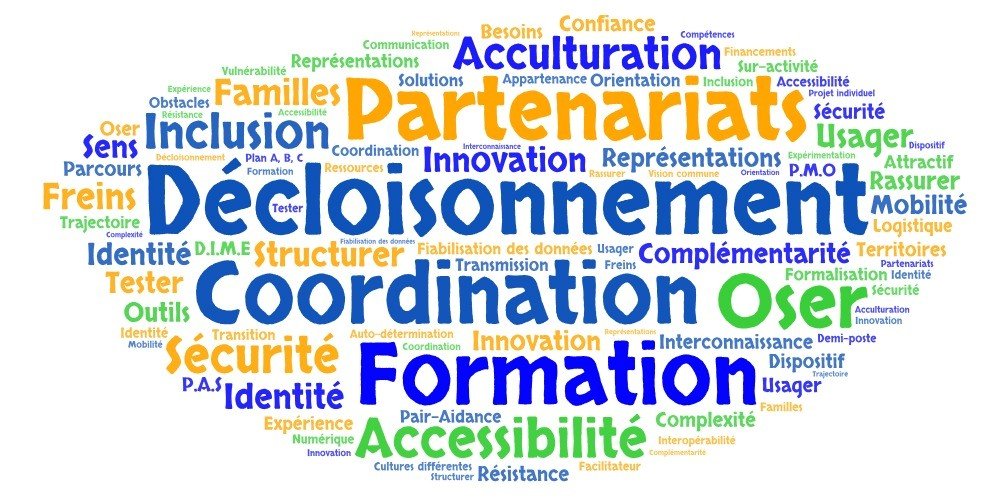 Confiance
Représentations
Besoins
Compétences
Communication
Acculturation
Financements
Représentations
Sur-activité
Vulnérabilité
Solutions
Appartenance
Orientation
Inclusion
Accessibilité
Expérience
Familles
Partenariats
Projet individuel
Obstacles
Accessibilité
Sécurité
Résistance
Oser
Inclusion
Usager
Sens
Coordination
Interconnaissance
Dispositif
Décloisonnement
Plan A, B, C
Innovation
Représentations
Expérimentation
Attractif
Parcours
Formation
Ressources
Rassurer
Vision commune
Orientation
P.M.O
Rassurer
Freins
Décloisonnement
Mobilité
Tester
Trajectoire
Logistique
Complexité
Fiabilisation des données
Identité
D.I.M.E
Structurer
Fiabilisation des données
Usager
Complémentarité
Territoires
Transmission
Freins
Partenariats
Tester
Coordination
Formalisation
Identité
Oser
Sécurité
Outils
Acculturation
Innovation
Identité
Transition
Auto-détermination
Innovation
Représentations
Interconnaissance
Demi-poste
Mobilité
Sécurité
Coordination
Dispositif
Formation
Trajectoire
P.A.S
Identité
Usager
Familles
Expérience
Pair-Aidance
Complexité
Numérique
Accessibilité
Interopérabilité
Innovation
Complémentarité
Cultures différentes
Facilitateur
Structurer
Résistance